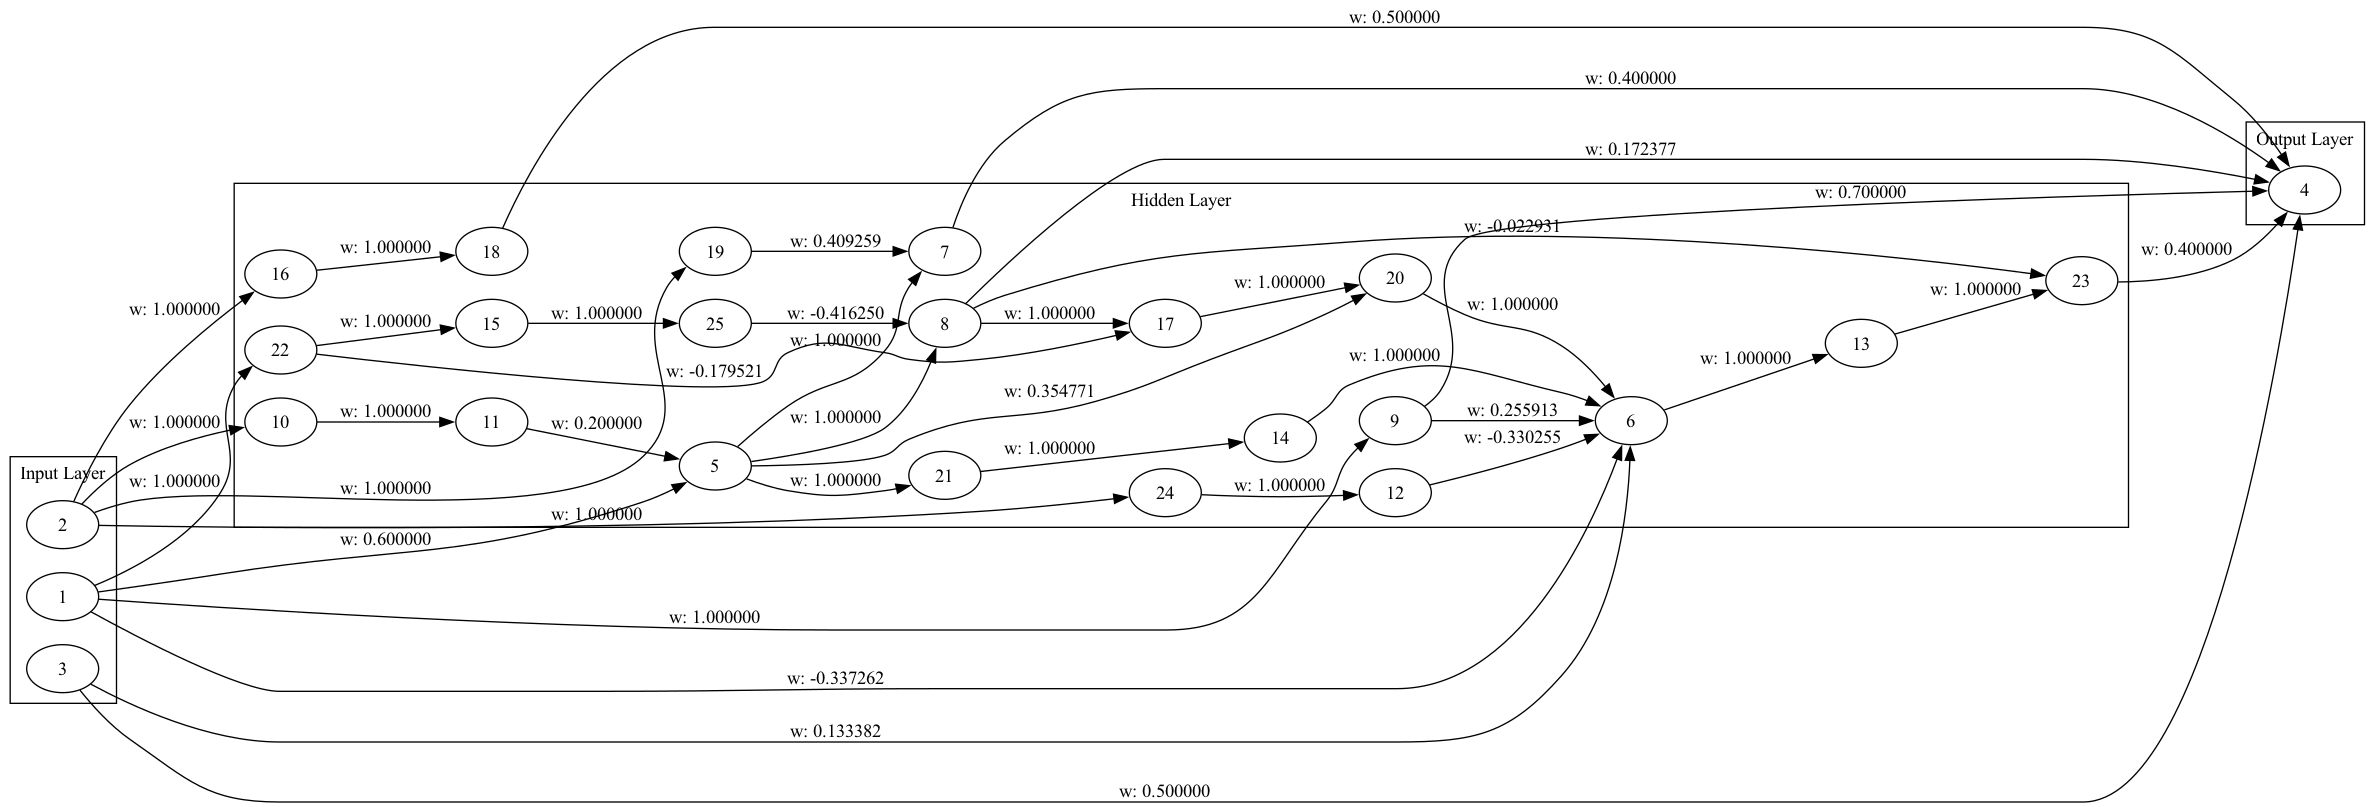 w: 0.500000
w: 0.400000
Output Layer
w: 0.172377
4
w: 0.700000
Hidden Layer
w: -0.022931
w: 1.000000
18
19
w: 0.409259
7
w: 0.400000
16
w: 1.000000
20
23
w: 1.000000
w: 1.000000
w: 1.000000
w: 1.000000
15
w: 1.000000
25
w: -0.416250
8
w: 1.000000
17
22
w: 1.000000
13
w: 1.000000
w: 1.000000
w: -0.179521
w: 0.354771
w: 1.000000
10
w: 1.000000
11
w: 0.200000
w: 1.000000
9
w: 0.255913
6
w: -0.330255
14
w: 1.000000
Input Layer
w: 1.000000
w: 1.000000
5
w: 1.000000
21
24
w: 1.000000
12
2
w: 1.000000
w: 0.600000
1
w: 1.000000
3
w: -0.337262
w: 0.133382
w: 0.500000